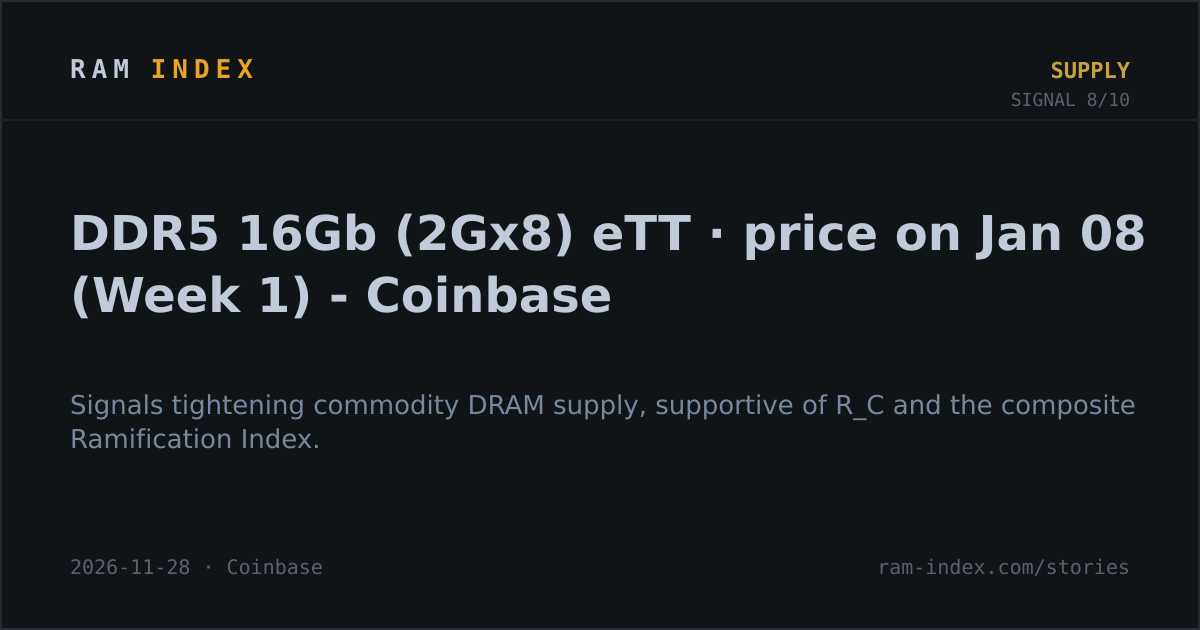 RAM INDEX
SUPPLY
SIGNAL 8/10
DDR5 16Gb (2Gx8) eTT · price on Jan 08
(Week 1) - Coinbase
Signals tightening commodity DRAM supply, supportive of R_C and the composite
Ramification Index.
2026-11-28 · Coinbase
ram-index.com/stories